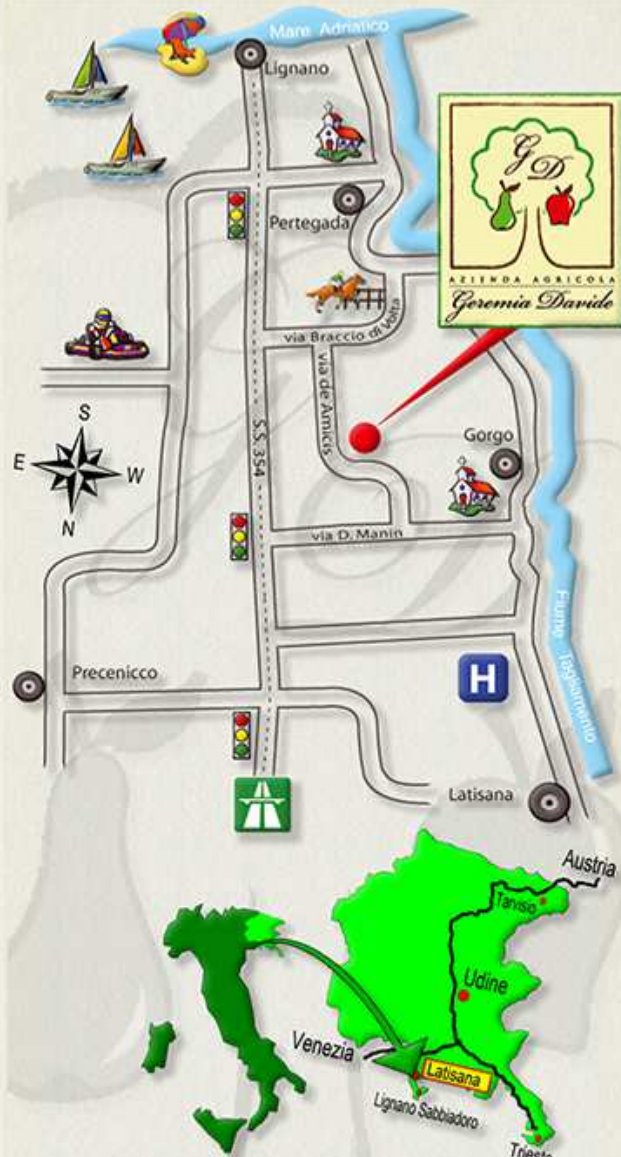 Mare Adriatico
Lignano
Pertegada
G D
AZIENDA AGRICOLA
Geremia Davide
via Braccio di Volta
via de Amicis
S.S. 354
Gorgo
S
E
W
N
via D. Manin
Fiume Tagliamento
Precenicco
H
Latisana
Austria
Tarvisio
Udine
Venezia
Latisana
Lignano Sabbiadoro
Trieste